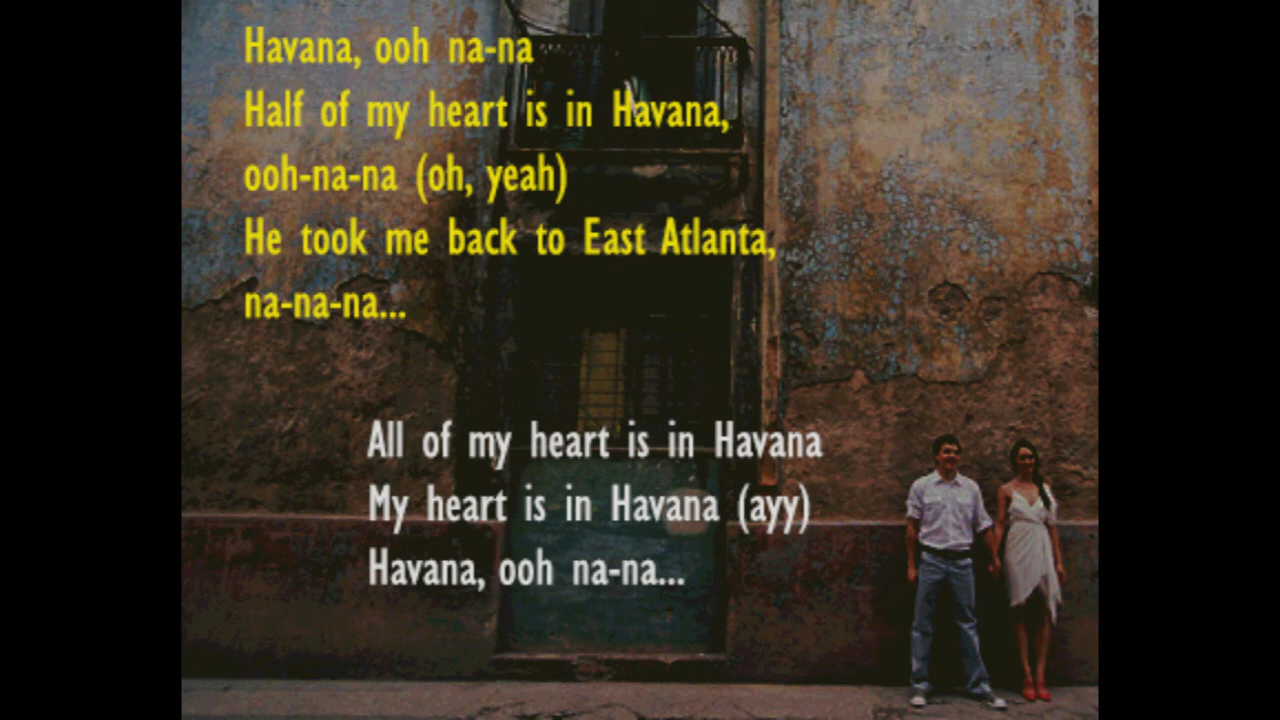 Havana, ooh na-na
Half of my heart is in Havana,
ooh-na-na (oh, yeah)
He took me back to East Atlanta,
na-na-na...
All of my heart is in Havana
My heart is in Havana (ayy)
Havana, ooh na-na...